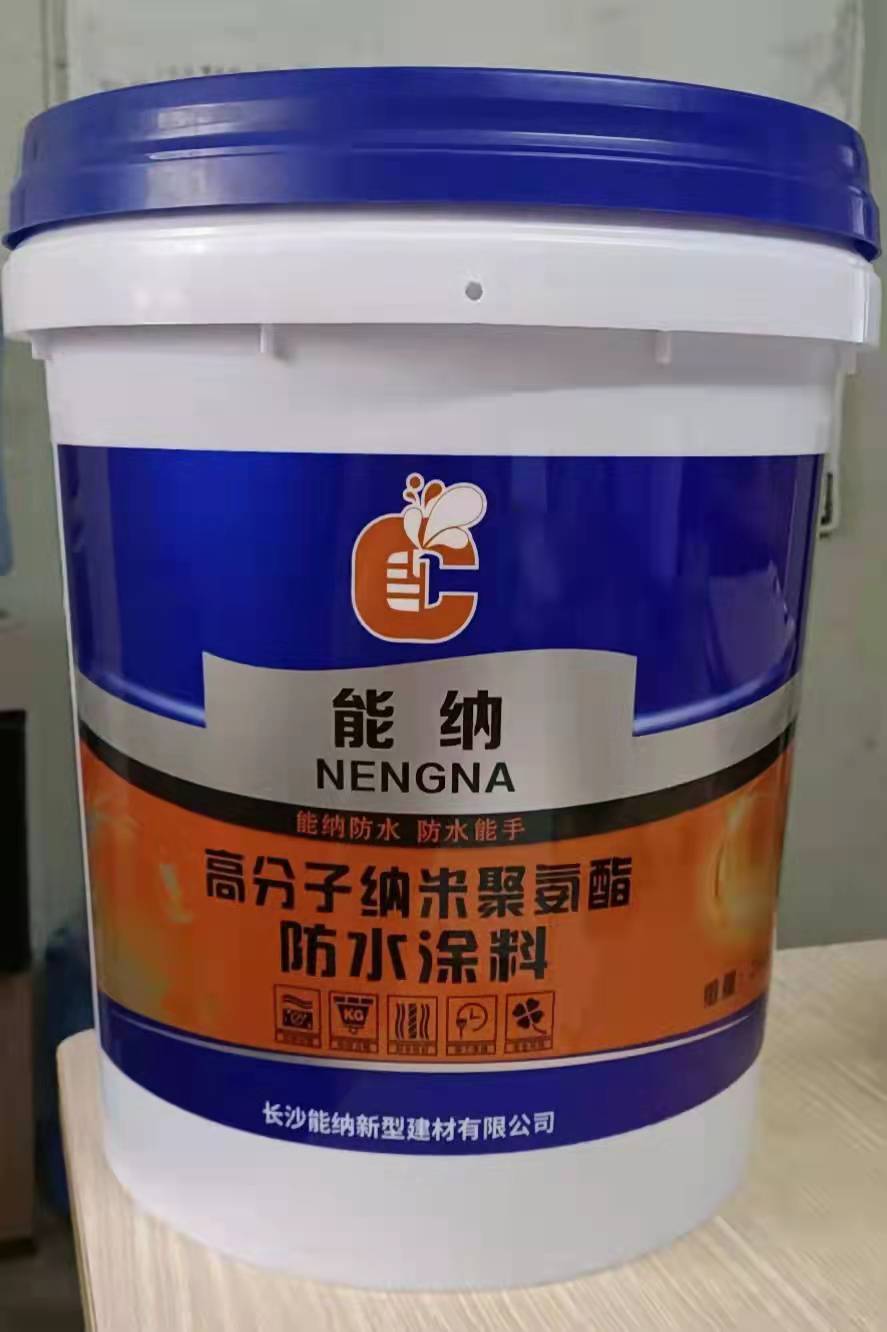 能纳
NENGNA
能纳防水 防水能手
高分子纳米聚氨酯
防水涂料
KG
长沙能纳新型建材有限公司